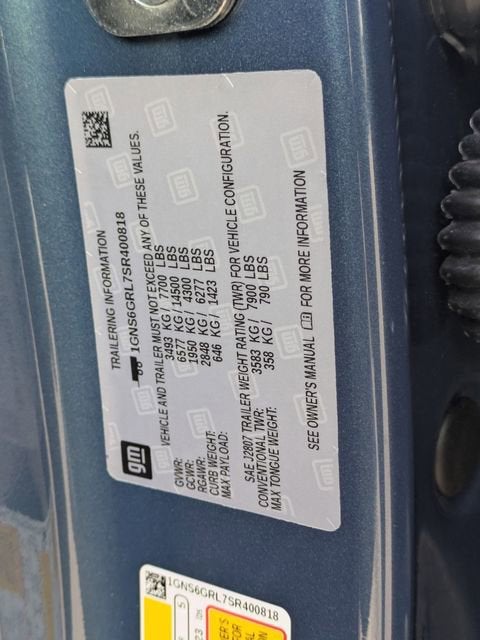 gm
TRAILERING INFORMATION
1GNS6GRL7SR400818
VEHICLE AND TRAILER MUST NOT EXCEED ANY OF THESE VALUES.
GVWR: 3493 KG/ 7700 LBS
GCWR: 6577 KG/ 14500 LBS
RGAWR: 1950 KG/ 4300 LBS
CURB WEIGHT: 2848 KG/ 6277 LBS
MAX PAYLOAD: 646 KG/ 1423 LBS
SAE J2807 TRAILER WEIGHT RATING (TWR) FOR VEHICLE CONFIGURATION.
CONVENTIONAL TWR: 3583 KG/ 7900 LBS
MAX TONGUE WEIGHT: 358 KG/ 790 LBS
SEE OWNER'S MANUAL FOR MORE INFORMATION
1GNS6GRL7SR400818
5